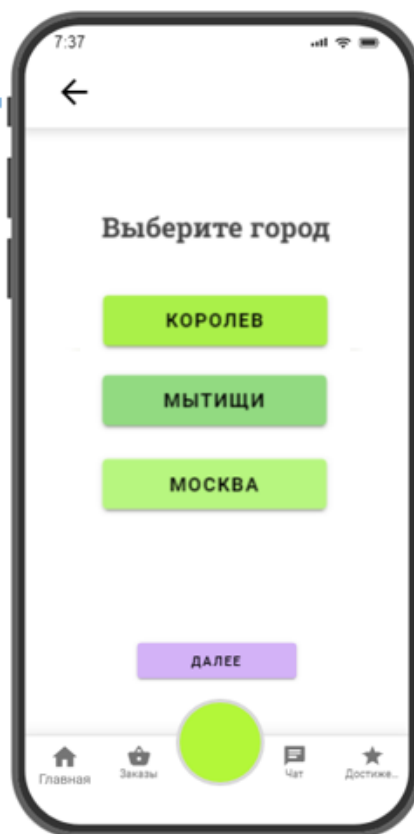 7:37
Выберите город
КОРОЛЕВ
МЫТИЩИ
МОСКВА
ДАЛЕЕ
Главная
Заказы
Чат
Достиже...